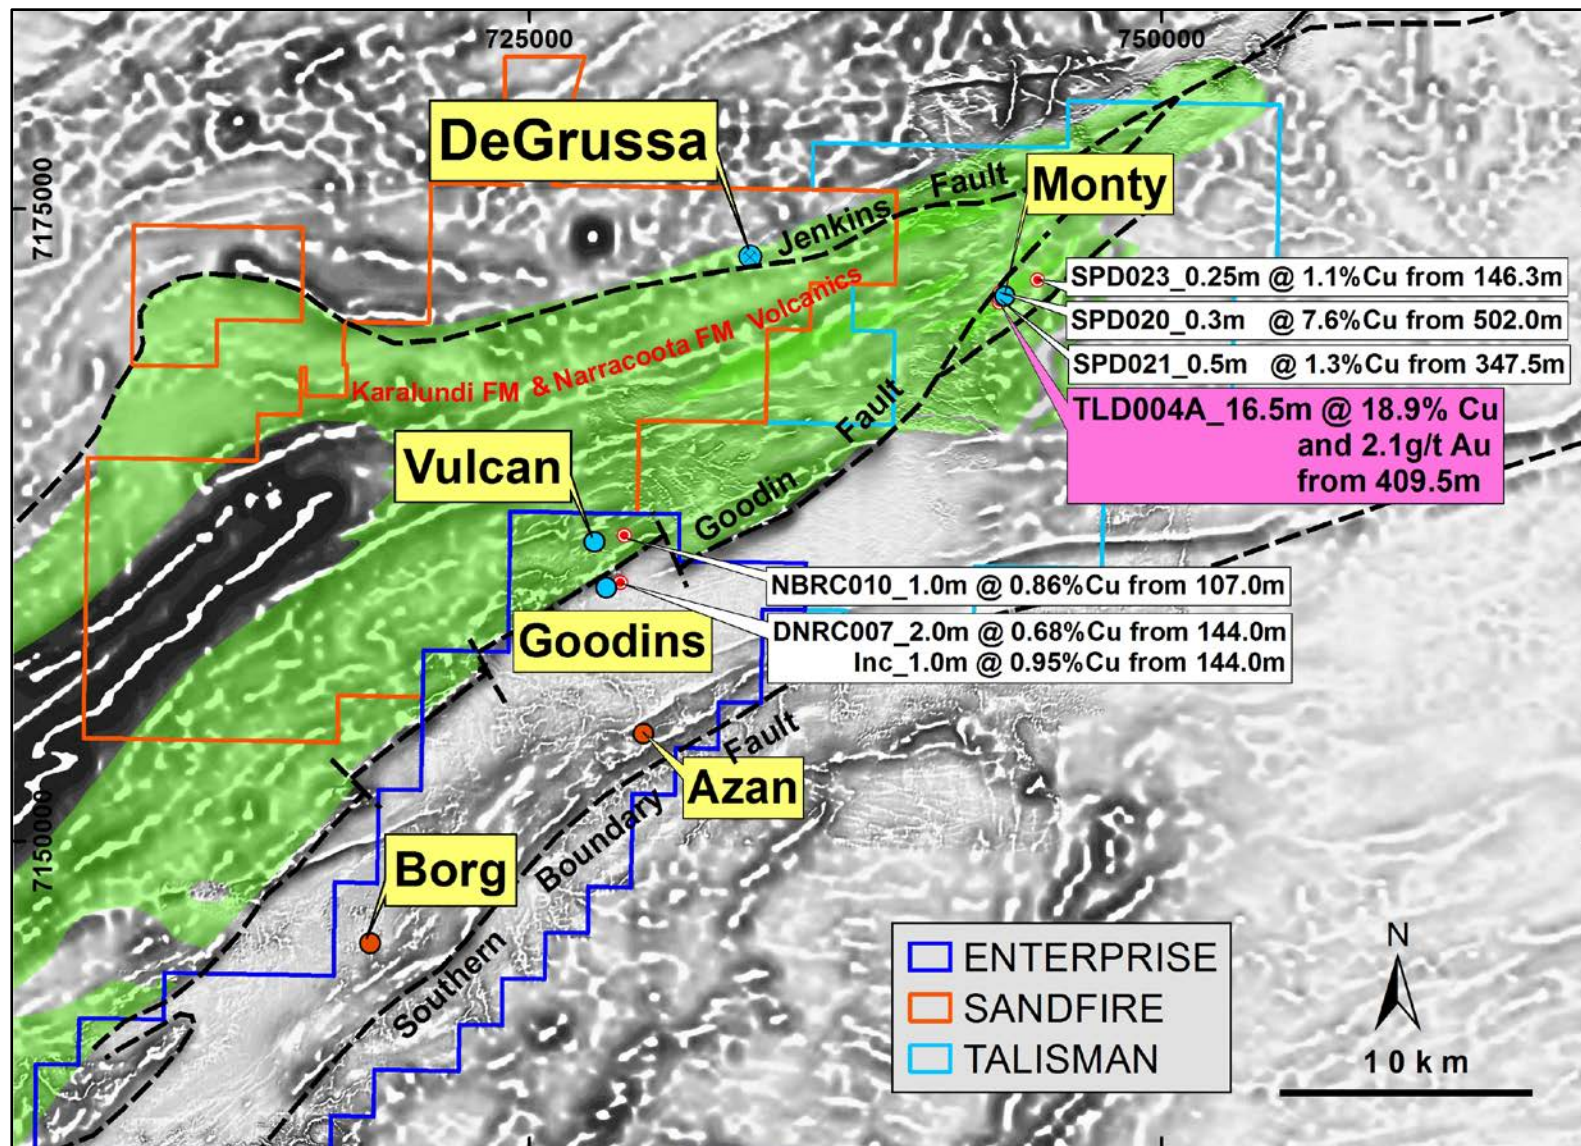 725000
750000
DeGrussa
Monty
Jenkins Fault
7175000
SPD023_0.25m @ 1.1%Cu from 146.3m
SPD020_0.3m @ 7.6%Cu from 502.0m
SPD021_0.5m @ 1.3%Cu from 347.5m
TLD004A_16.5m @ 18.9% Cu
and 2.1g/t Au
from 409.5m
Karalundi FM & Narracoota FM Volcanics
Vulcan
Goodin Fault
NBRC010_1.0m @ 0.86%Cu from 107.0m
DNRC007_2.0m @ 0.68%Cu from 144.0m
Inc_1.0m @ 0.95%Cu from 144.0m
Goodins
Azan
7150000
Borg
Southern Boundary Fault
ENTERPRISE
SANDFIRE
TALISMAN
N
10km